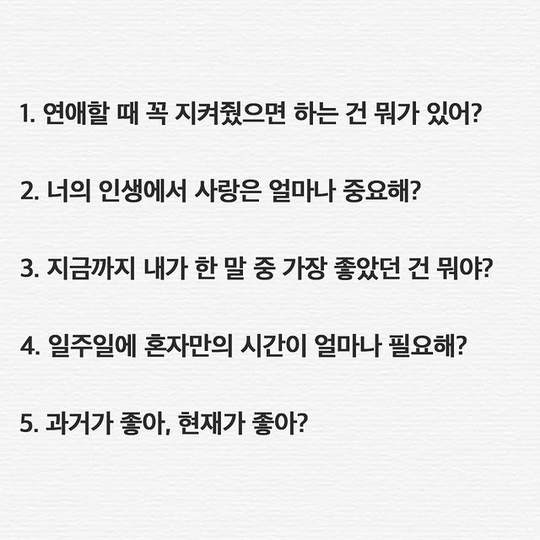 1. 연애할 때 꼭 지켜줬으면 하는 건 뭐가 있어?
2. 너의 인생에서 사랑은 얼마나 중요해?
3. 지금까지 내가 한 말 중 가장 좋았던 건 뭐야?
4. 일주일에 혼자만의 시간이 얼마나 필요해?
5. 과거가 좋아, 현재가 좋아?